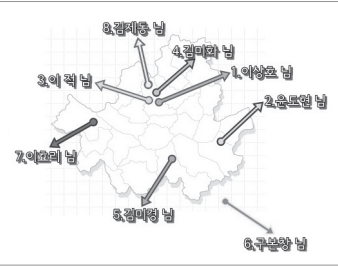 8.김제동 님
4.김미화 님
1.이상호 님
3.이 적 님
2.윤도현 님
7.이효리 님
5.김미경 님
6.구본창 님